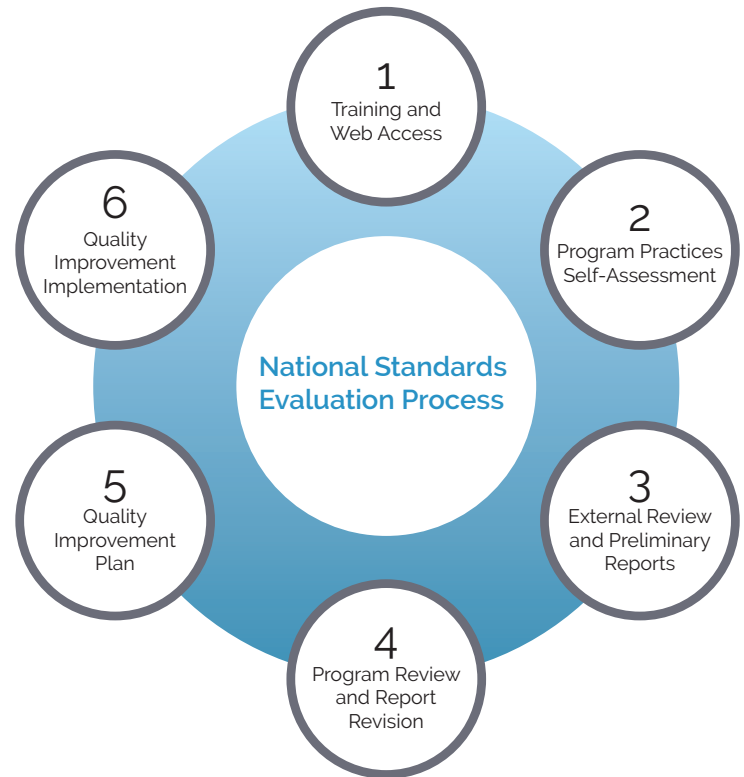 1
Training and
Web Access
2
Program Practices
Self-Assessment
3
External Review
and Preliminary
Reports
4
Program Review
and Report
Revision
5
Quality
Improvement
Plan
6
Quality
Improvement
Implementation
National Standards
Evaluation Process